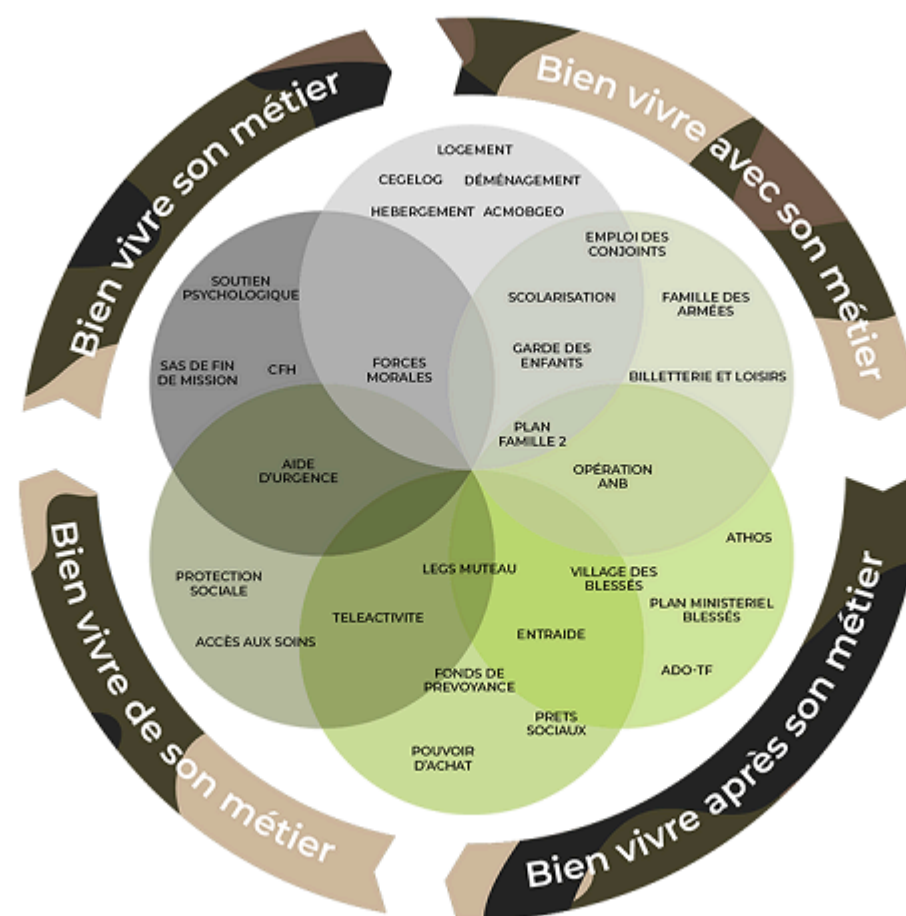 Bien vivre son métier
Bien vivre avec son métier
LOGEMENT
CEGELOG
DÉMÉNAGEMENT
HEBERGEMENT
ACMOBGEO
EMPLOI DES
CONJOINTS
SOUTIEN
PSYCHOLOGIQUE
SCOLARISATION
FAMILLE DES
ARMÉES
SAS DE FIN
DE MISSION
CFH
FORCES
MORALES
GARDE DES
ENFANTS
BILLETTERIE ET LOISIRS
PLAN
FAMILLE 2
AIDE
D'URGENCE
OPÉRATION
ANB
ATHOS
PROTECTION
SOCIALE
LEGS MUTEAU
VILLAGE DES
BLESSÉS
PLAN MINISTERIEL
BLESSÉS
TELEACTIVITE
ACCÈS AUX SOINS
ENTRAIDE
ADO-TF
FONDS DE
PREVOYANCE
PRETS
SOCIAUX
POUVOIR
D'ACHAT
Bien vivre de son métier
Bien vivre après son métier